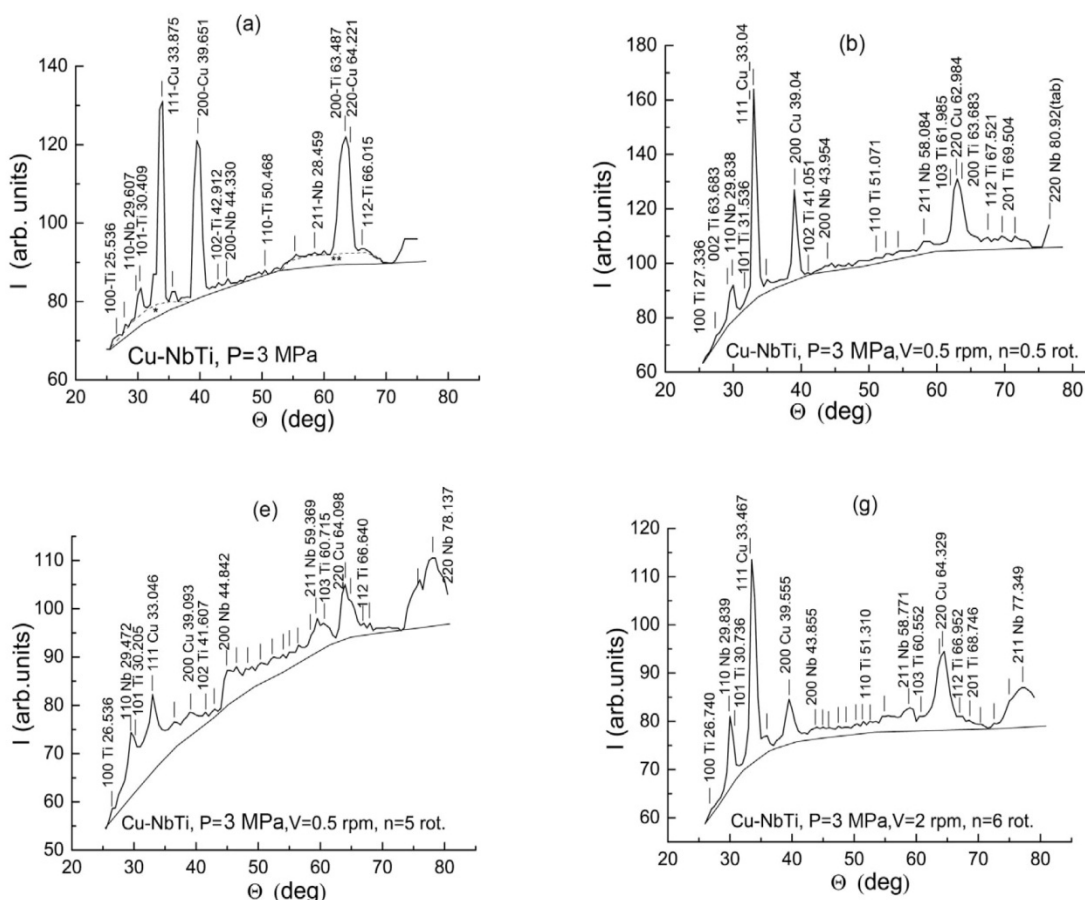 (a)
I (arb. units)
140
120
100
80
60
100-Ti 25.536
110-Nb 29.607
101-Ti 30.409
111-Cu 33.875
200-Cu 39.651
102-Ti 42.912
200-Nb 44.330
110-Ti 50.468
211-Nb 28.459
200-Ti 63.487
220-Cu 64.221
112-Ti 66.015
*
**
Cu-NbTi, P=3 MPa
20 30 40 50 60 70 80
Θ (deg)
(b)
I (arb. units)
180
160
140
120
100
80
60
100 Ti 27.336
002 Ti 63.683
110 Nb 29.838
101 Ti 31.536
111_Cu_33.04
200 Cu 39.04
102 Ti 41.051
200 Nb 43.954
110 Ti 51.071
211 Nb 58.084
103 Ti 61.985
220 Cu 62.984
200 Ti 63.683
112 Ti 67.521
201 Ti 69.504
220 Nb 80.92(tab)
Cu-NbTi, P=3 MPa,V=0.5 rpm, n=0.5 rot.
20 30 40 50 60 70 80
Θ (deg)
(e)
I (arb.units)
110
100
90
80
70
60
50
100 Ti 26.536
110 Nb 29.472
101 Ti 30.205
111 Cu 33.046
200 Cu 39.093
102 Ti 41.607
200 Nb 44.842
211 Nb 59.369
103 Ti 60.715
220 Cu 64.098
112 Ti 66.640
220 Nb 78.137
Cu-NbTi, P=3 MPa,V=0.5 rpm, n=5 rot.
20 30 40 50 60 70 80
Θ (deg)
(g)
I (arb.units)
120
110
100
90
80
70
60
100 Ti 26.740
110 Nb 29.839
101 Ti 30.736
111 Cu 33.467
200 Cu 39.555
200 Nb 43.855
110 Ti 51.310
211 Nb 58.771
103 Ti 60.552
220 Cu 64.329
112 Ti 66.952
201 Ti 68.746
211 Nb 77.349
Cu-NbTi, P=3 MPa,V=2 rpm, n=6 rot.
20 30 40 50 60 70 80
Θ (deg)